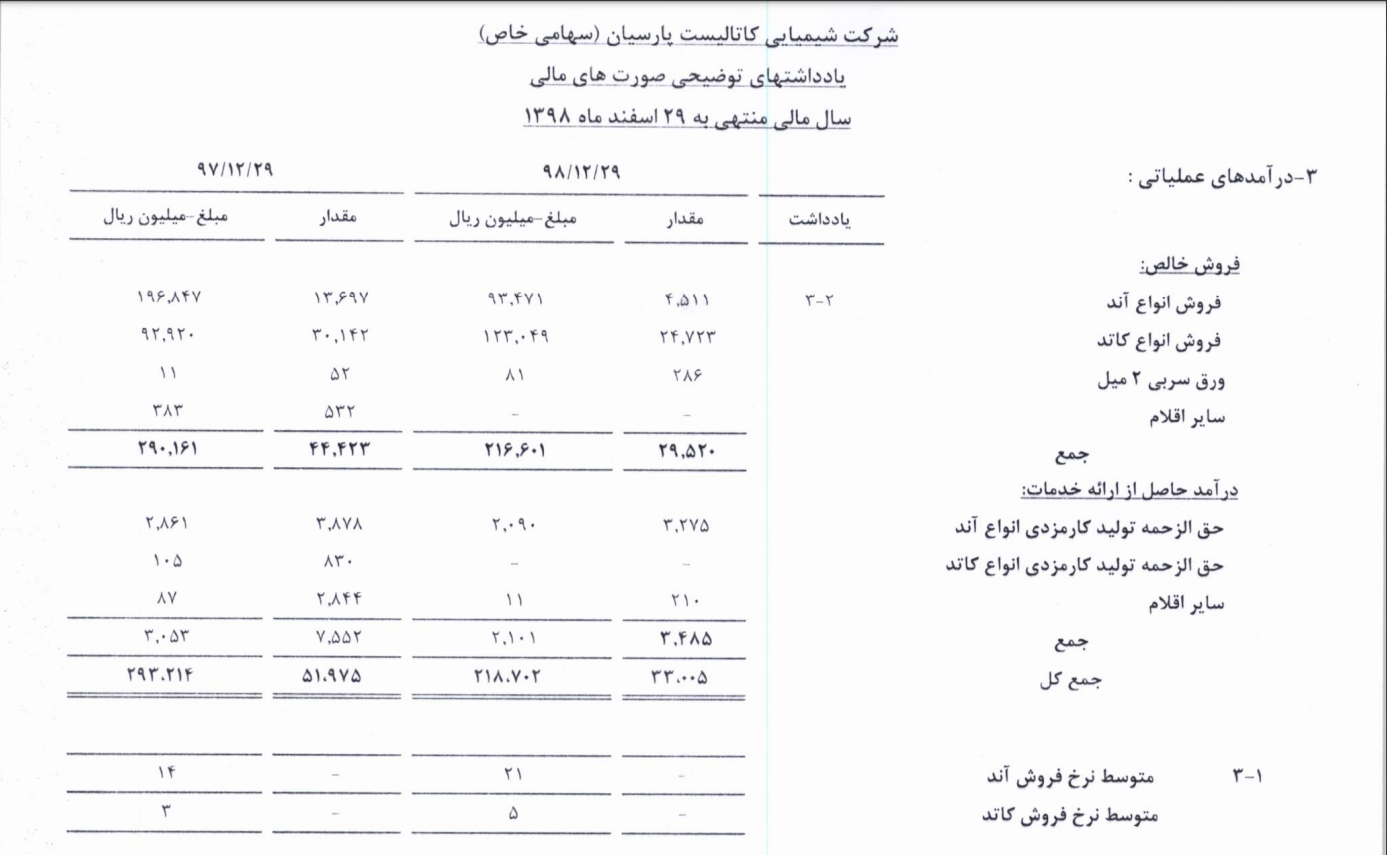 شرکت شیمیایی کاتالیست پارسیان (سهامی خاص)
یادداشتهای توضیحی صورت های مالی
سال مالی منتهی به ۲۹ اسفند ماه ۱۳۹۸
۳-درآمدهای عملیاتی : ۹۸/۱۲/۲۹ ۹۷/۱۲/۲۹
یادداشت مقدار مبلغ-میلیون ریال مقدار مبلغ-میلیون ریال
فروش خالص:
فروش انواع آند ۳-۲ ۴,۵۱۱ ۹۳,۴۷۱ ۱۳,۶۹۷ ۱۹۶,۸۴۷
فروش انواع کاتد ۲۴,۷۲۳ ۱۲۳,۰۴۹ ۳۰,۱۴۲ ۹۲,۹۲۰
ورق سربی ۲ میل ۲۸۶ ۸۱ ۵۲ ۱۱
سایر اقلام - - ۵۳۲ ۳۸۳
جمع ۲۹,۵۲۰ ۲۱۶,۶۰۱ ۴۴,۴۲۳ ۲۹۰,۱۶۱
درآمد حاصل از ارائه خدمات:
حق الزحمه تولید کارمزدی انواع آند ۳,۲۷۵ ۲,۰۹۰ ۳,۸۷۸ ۲,۸۶۱
حق الزحمه تولید کارمزدی انواع کاتد - - ۸۳۰ ۱۰۵
سایر اقلام ۲۱۰ ۱۱ ۲,۸۴۴ ۸۷
جمع ۳,۴۸۵ ۲,۱۰۱ ۷,۵۵۲ ۳,۰۵۳
جمع کل ۳۳,۰۰۵ ۲۱۸,۷۰۲ ۵۱,۹۷۵ ۲۹۳,۲۱۴
۳-۱ متوسط نرخ فروش آند - ۲۱ - ۱۴
متوسط نرخ فروش کاتد - ۵ - ۳